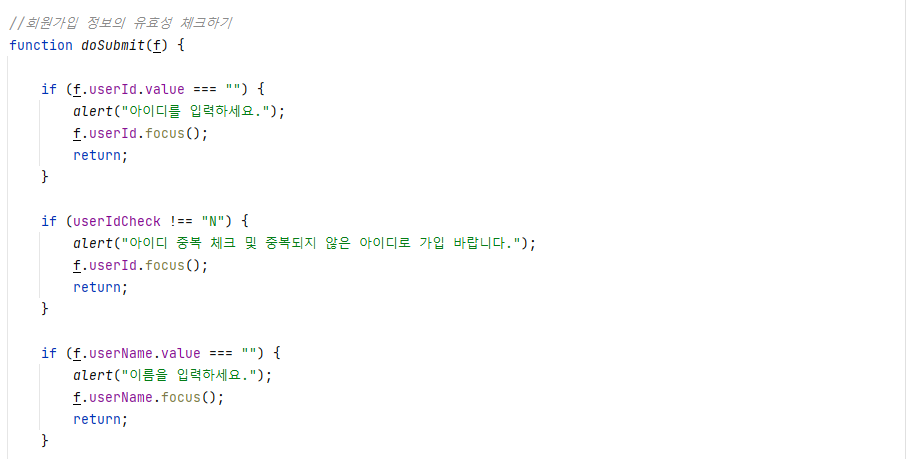 //회원가입 정보의 유효성 체크하기
function doSubmit(f) {
if (f.userId.value === "") {
alert("아이디를 입력하세요.");
f.userId.focus();
return;
}
if (userIdCheck !== "N") {
alert("아이디 중복 체크 및 중복되지 않은 아이디로 가입 바랍니다.");
f.userId.focus();
return;
}
if (f.userName.value === "") {
alert("이름을 입력하세요.");
f.userName.focus();
return;
}